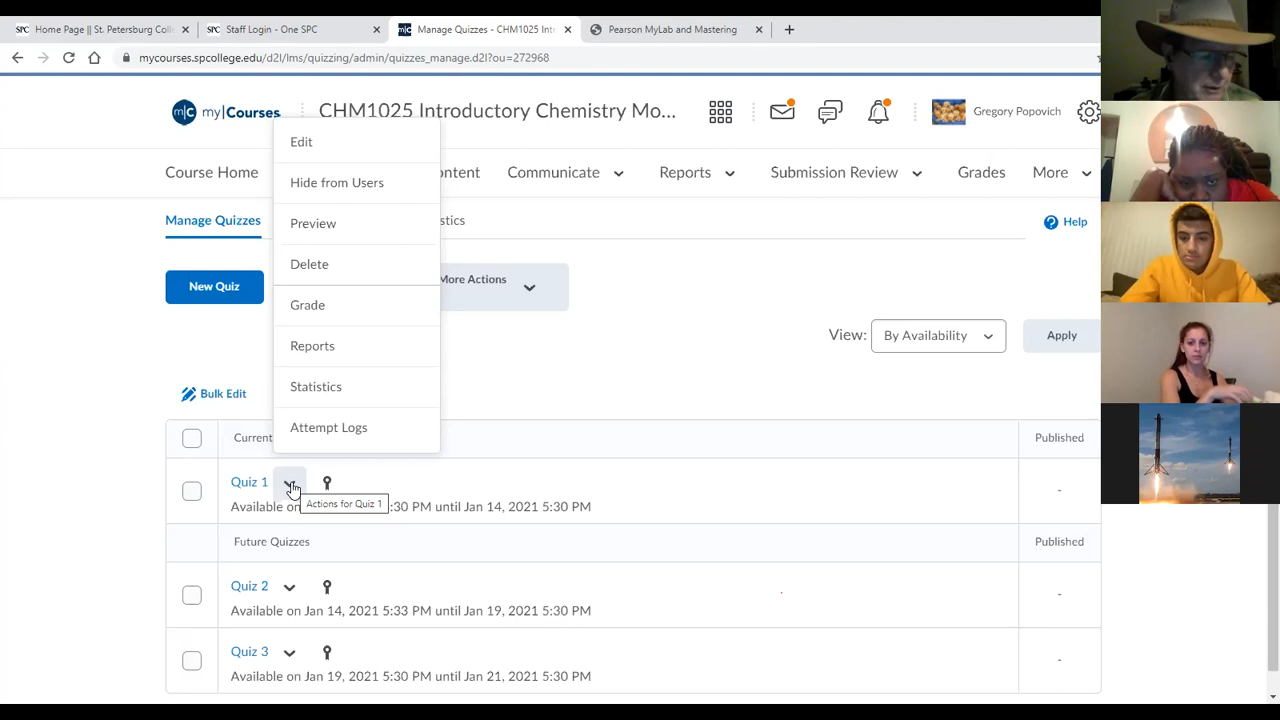 SPC Home Page || St. Petersburg Coll
SPC Staff Login - One SPC
m|c Manage Quizzes - CHM1025 Int
Pearson MyLab and Mastering
mycourses.spcollege.edu/d2l/lms/quizzing/admin/quizzes_manage.d2l?ou=272968
m|c my|Courses
CHM1025 Introductory Chemistry Mo...
Gregory Popovich
Course Home
ontent
Communicate
Reports
Submission Review
Grades
More
Manage Quizzes
stics
Help
New Quiz
More Actions
Edit
Hide from Users
Preview
Delete
Grade
Reports
Statistics
Attempt Logs
View: By Availability
Apply
Bulk Edit
Current
Published
Quiz 1
Actions for Quiz 1
Available on :30 PM until Jan 14, 2021 5:30 PM
-
Future Quizzes
Published
Quiz 2
Available on Jan 14, 2021 5:33 PM until Jan 19, 2021 5:30 PM
-
Quiz 3
Available on Jan 19, 2021 5:30 PM until Jan 21, 2021 5:30 PM
-